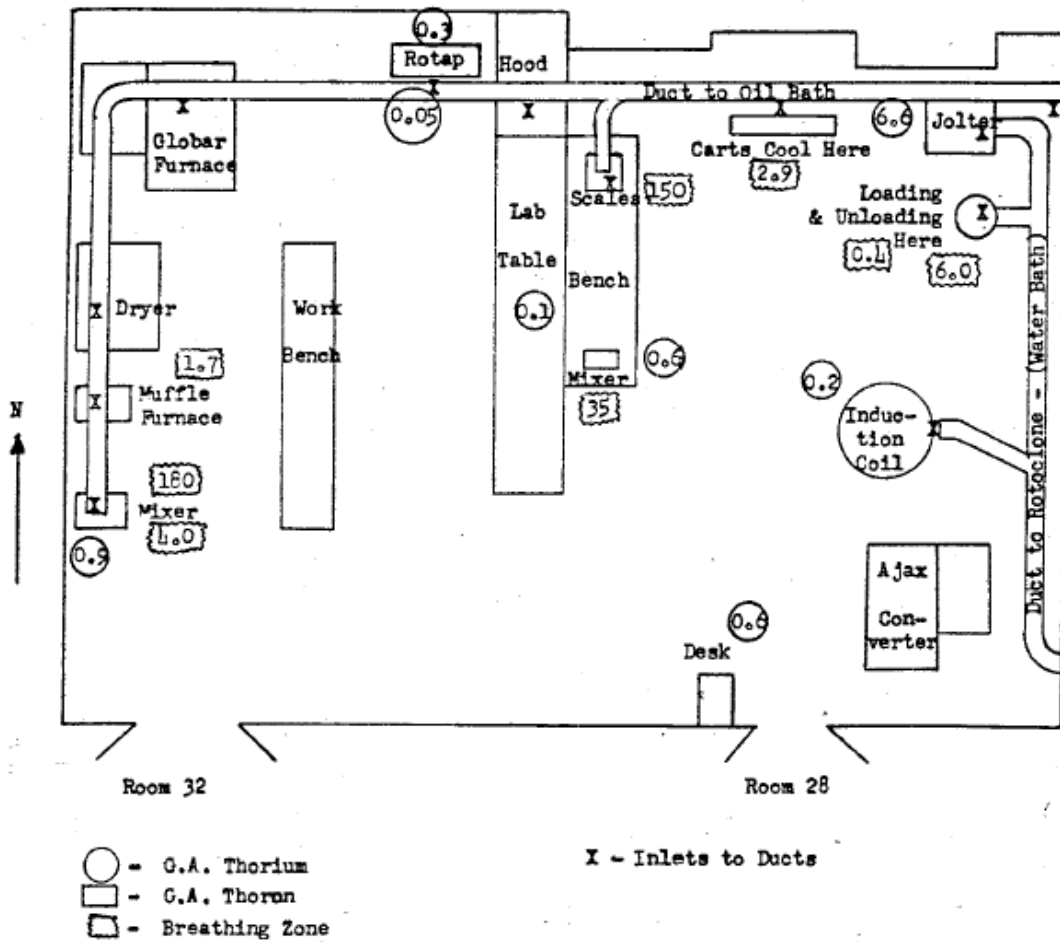 0.3
Rotap
Hood
Duct to Oil Bath
0.05
6.6
Jolter
Globar
Furnace
Carts Cool Here
2.9
Scales
150
Loading
& Unloading
Here
Lab
Table
0.4
6.0
Bench
Dryer
Work
Bench
0.1
1.7
Mixer
0.6
0.2
Muffle
Furnace
35
N
Induc-
tion
Coil
Duct to Rotoclone - (Water Bath)
180
Mixer
4.0
0.9
Ajax
Con-
verter
0.6
Desk
Room 32
Room 28
X - Inlets to Ducts
- G.A. Thorium
- G.A. Thoron
- Breathing Zone